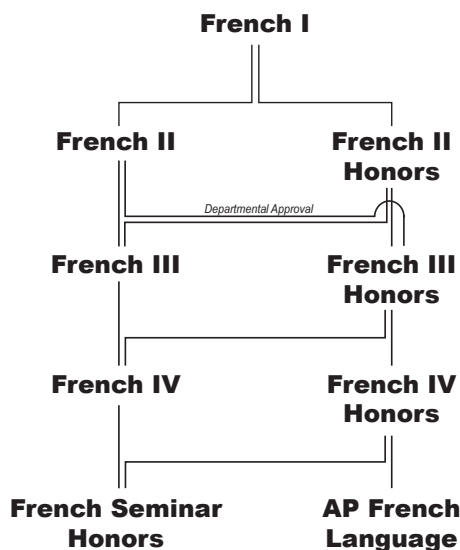 French I
French II
French II
Honors
Departmental Approval
French III
French III
Honors
French IV
French IV
Honors
French Seminar
Honors
AP French
Language